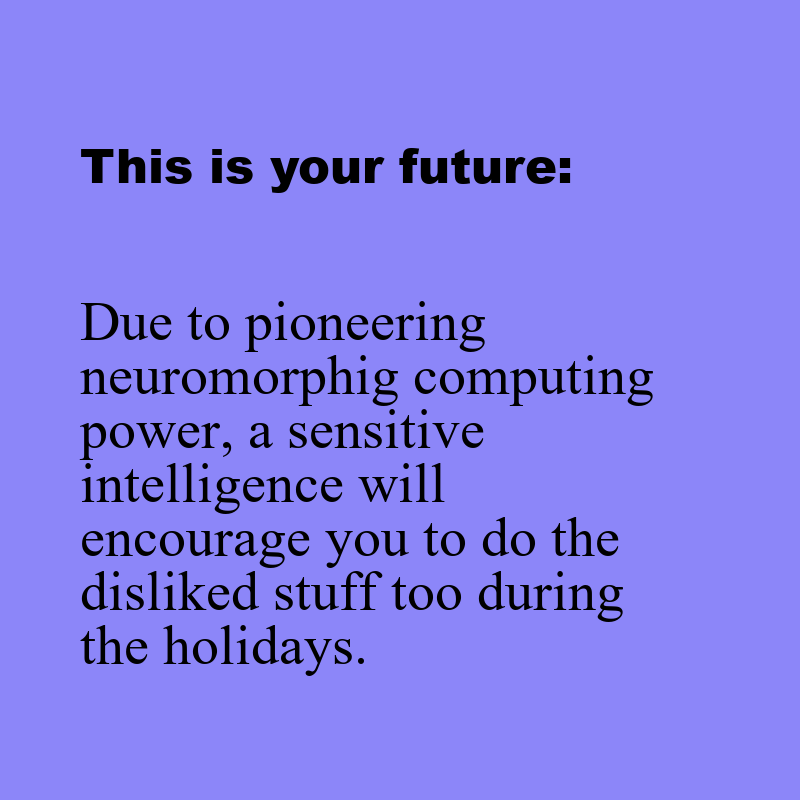 This is your future:
Due to pioneering
neuromorphig computing
power, a sensitive
intelligence will
encourage you to do the
disliked stuff too during
the holidays.